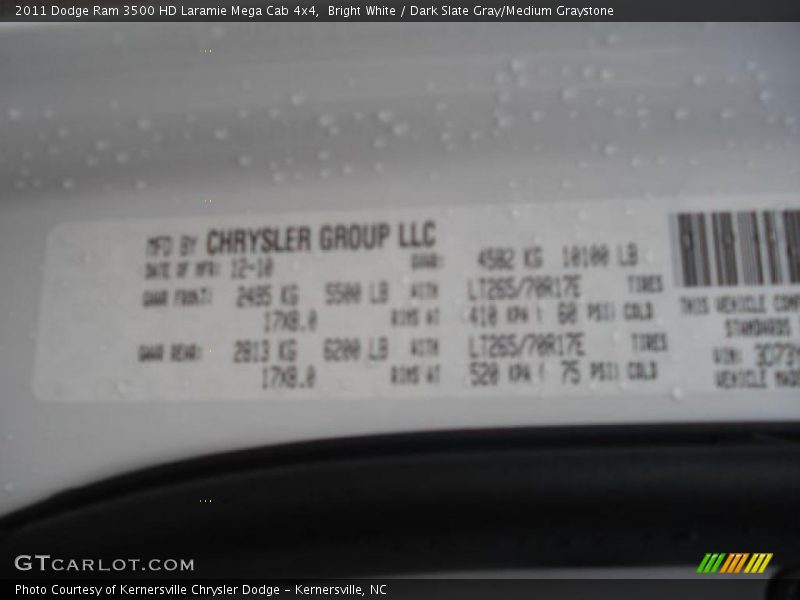 2011 Dodge Ram 3500 HD Laramie Mega Cab 4x4,  Bright White / Dark Slate Gray/Medium Graystone
MFD BY CHRYSLER GROUP LLC
DATE OF MFR: 12-10 GVWR: 4582 KG 10100 LB
GAWR FRONT: 2495 KG 5500 LB WITH LT265/70R17E TIRES
17X8.0 RIMS AT 410 KPA ( 60 PSI) COLD
GAWR REAR: 2813 KG 6200 LB WITH LT265/70R17E TIRES
17X8.0 RIMS AT 520 KPA ( 75 PSI) COLD
THIS VEHICLE
STANDARDS
VIN:
VEHICLE
GTCARLOT.COM
Photo Courtesy of Kernersville Chrysler Dodge – Kernersville, NC